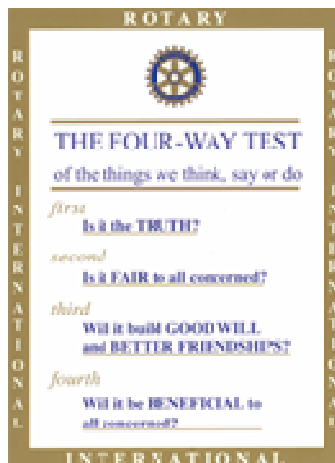 ROTARY
ROTARY INTERNATIONAL
ROTARY INTERNATIONAL
THE FOUR-WAY TEST
of the things we think, say or do
first
Is it the TRUTH?
second
Is it FAIR to all concerned?
third
Will it build GOODWILL
and BETTER FRIENDSHIPS?
fourth
Will it be BENEFICIAL to
all concerned?
INTERNATIONAL